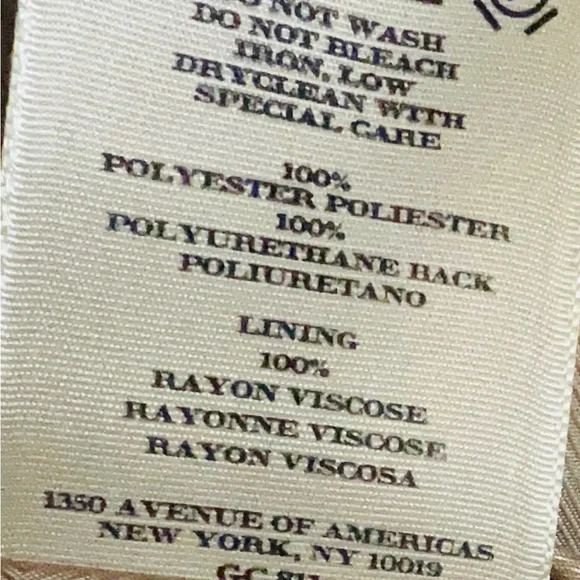 NOT WASH
DO NOT BLEACH
IRON, LOW
DRYCLEAN WITH
SPECIAL CARE
100%
POLYESTER POLIESTER
100%
POLYURETHANE BACK
POLIURETANO
LINING
100%
RAYON VISCOSE
RAYONNE VISCOSE
RAYON VISCOSA
1350 AVENUE OF AMERICAS
NEW YORK, NY 10019